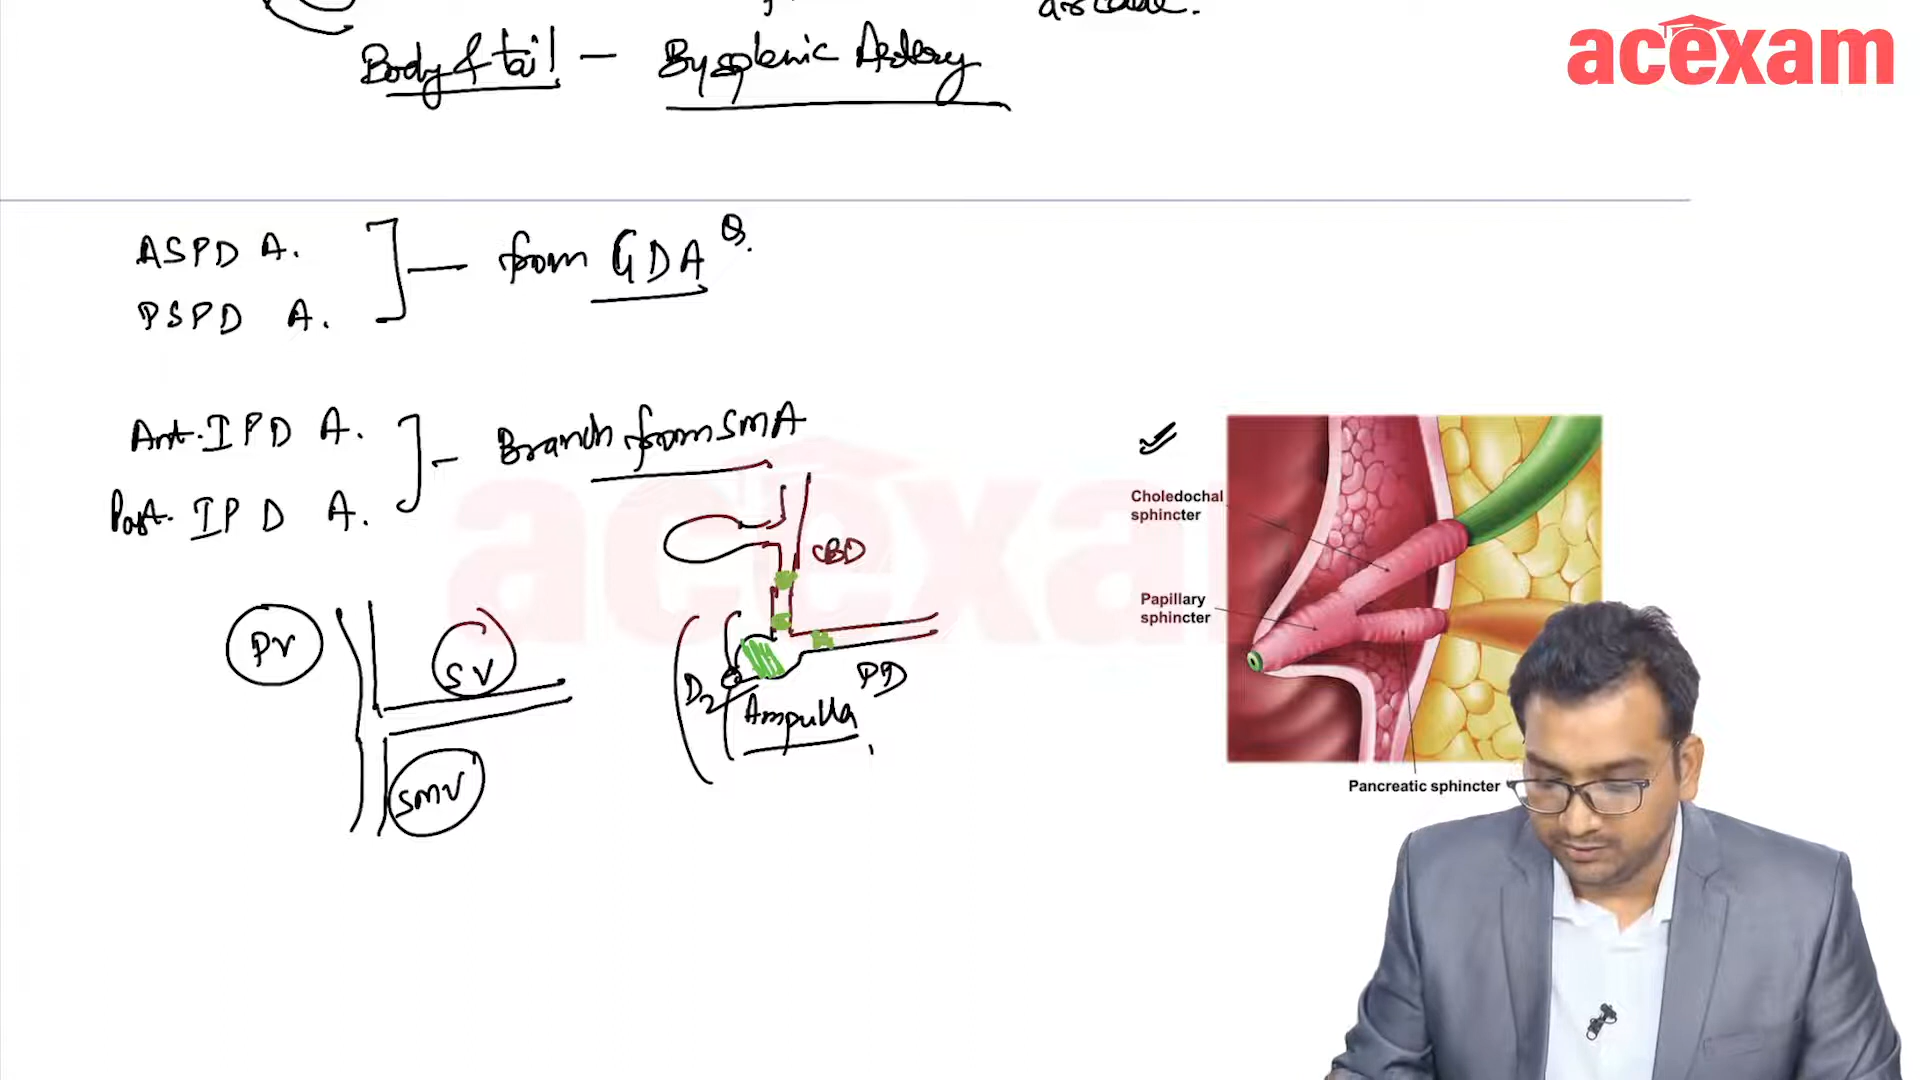 acexam
Body & tail — By splenic Artery
ASPD A.
PSPD A.
— from GDA Q.
Ant. IPD A.
Post. IPD A.
— Branch from SMA
CBD
PV
SV
SMV
D2
PD
Ampulla
Choledochal
sphincter
Papillary
sphincter
Pancreatic sphincter
acexam